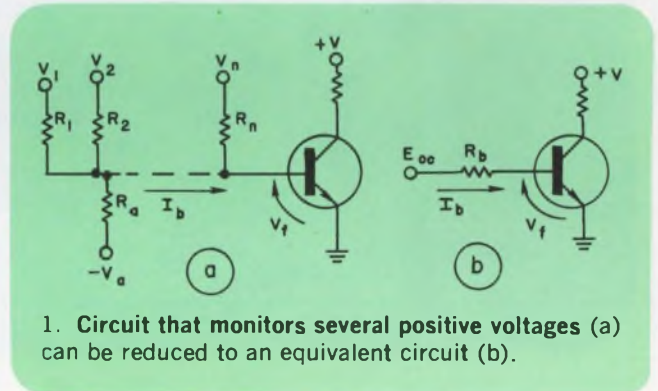 V1 V2 Vn +V
R1 R2 Rn
Ra Ib Vf
-Va
a
+V
Eoc Rb
Ib Vf
b
1. Circuit that monitors several positive voltages (a)
can be reduced to an equivalent circuit (b).